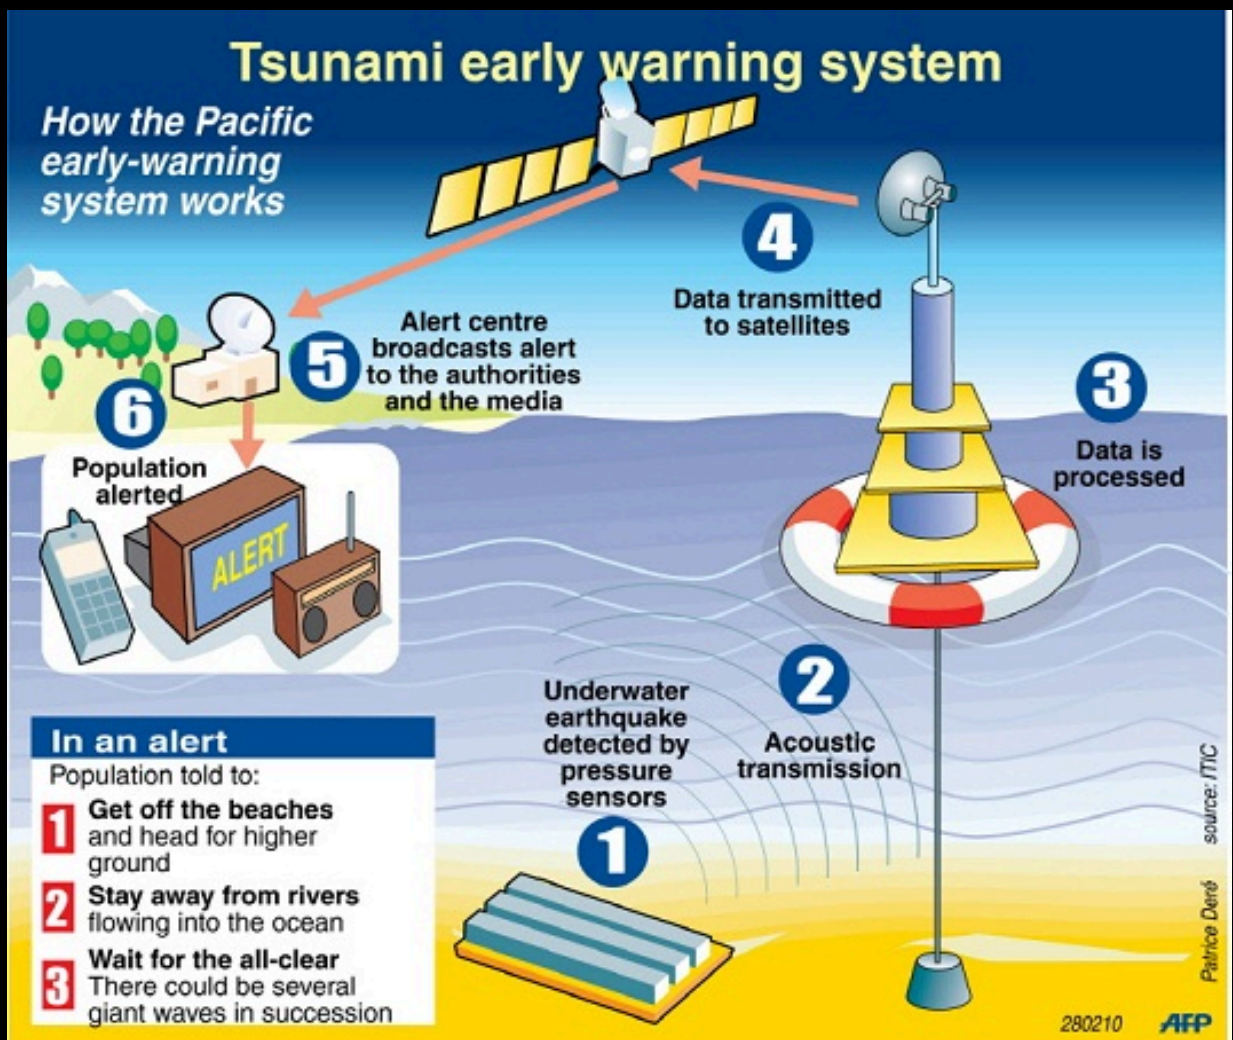 Tsunami early warning system
How the Pacific
early-warning
system works
4
Data transmitted
to satellites
5
Alert centre
broadcasts alert
to the authorities
and the media
3
Data is
processed
6
Population
alerted
ALERT
2
Acoustic
transmission
Underwater
earthquake
detected by
pressure
sensors
1
In an alert
Population told to:
1
Get off the beaches
and head for higher
ground
2
Stay away from rivers
flowing into the ocean
3
Wait for the all-clear
There could be several
giant waves in succession
Patrice Deré source: ITIC
280210 AFP